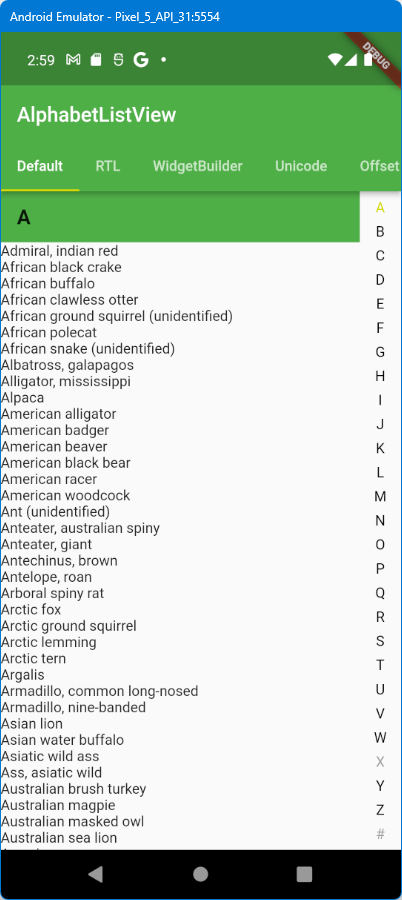 Android Emulator - Pixel_5_API_31:5554
2:59
DEBUG
AlphabetListView
Default RTL WidgetBuilder Unicode Offset
A
Admiral, indian red
African black crake
African buffalo
African clawless otter
African ground squirrel (unidentified)
African polecat
African snake (unidentified)
Albatross, galapagos
Alligator, mississippi
Alpaca
American alligator
American badger
American beaver
American black bear
American racer
American woodcock
Ant (unidentified)
Anteater, australian spiny
Anteater, giant
Antechinus, brown
Antelope, roan
Arboral spiny rat
Arctic fox
Arctic ground squirrel
Arctic lemming
Arctic tern
Argalis
Armadillo, common long-nosed
Armadillo, nine-banded
Asian lion
Asian water buffalo
Asiatic wild ass
Ass, asiatic wild
Australian brush turkey
Australian magpie
Australian masked owl
Australian sea lion
A
B
C
D
E
F
G
H
I
J
K
L
M
N
O
P
Q
R
S
T
U
V
W
X
Y
Z
#